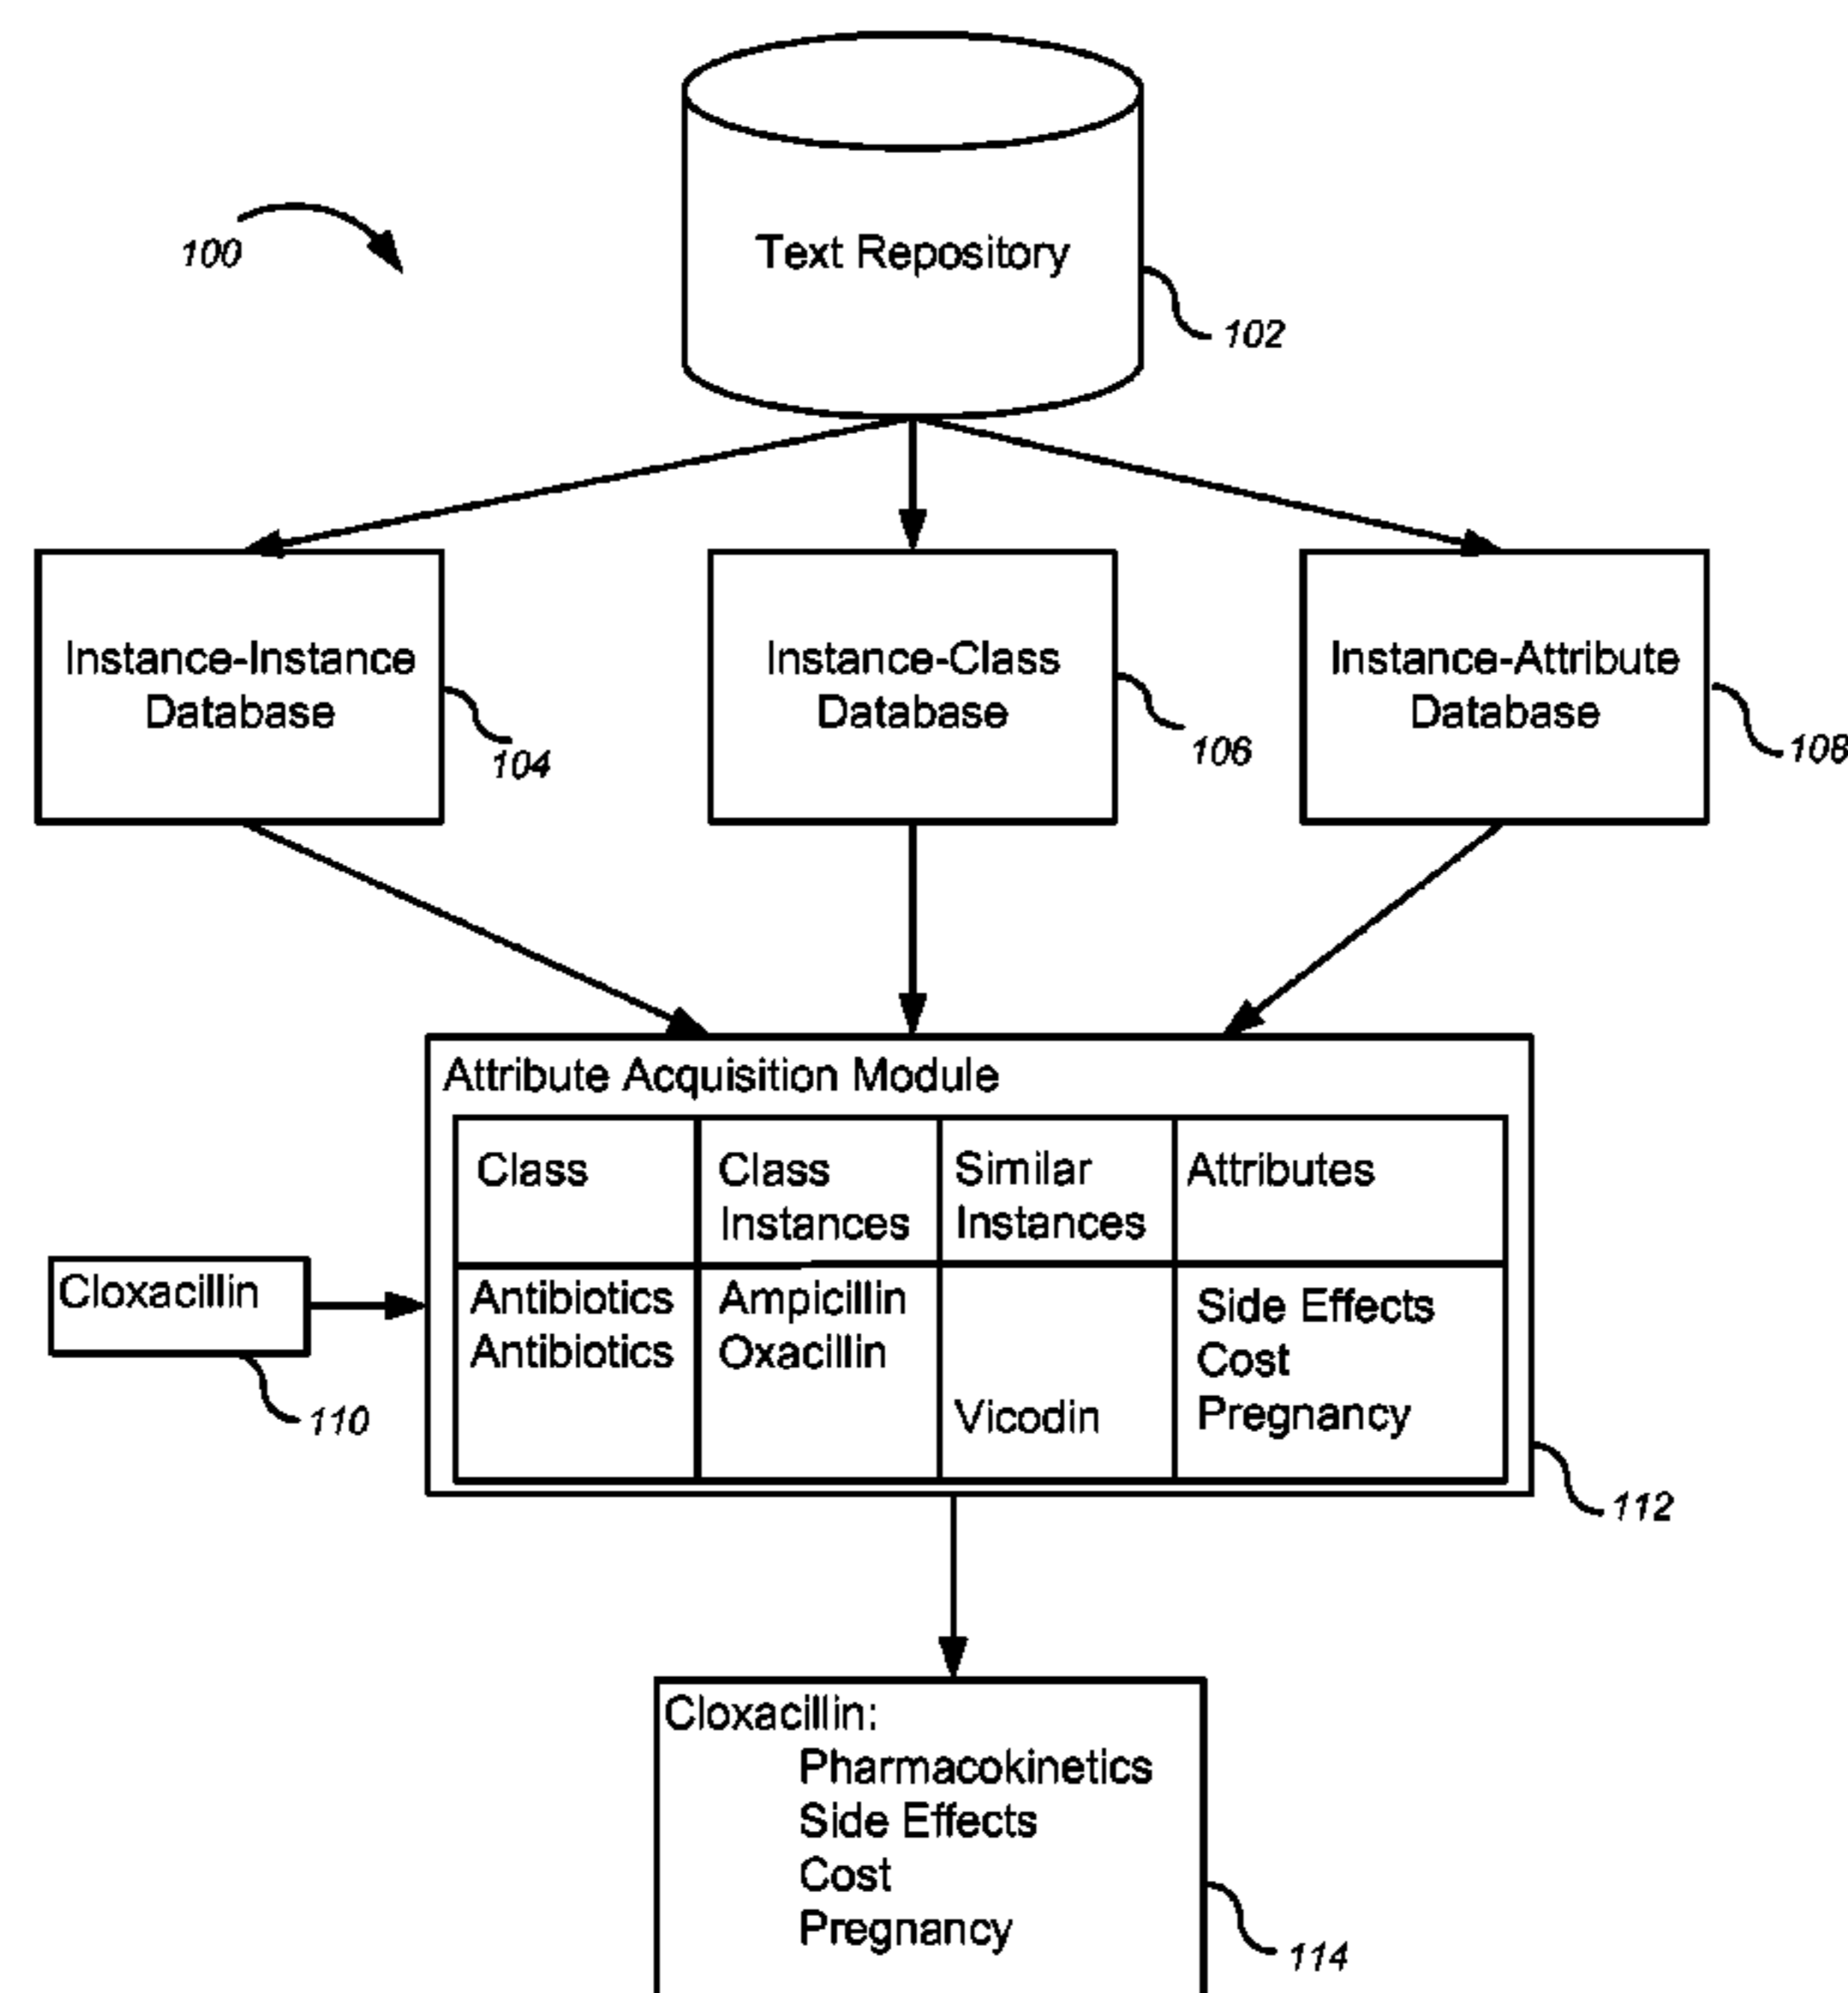 Text Repository
100
102
Instance-Instance
Database
104
Instance-Class
Database
106
Instance-Attribute
Database
108
Attribute Acquisition Module
Class
Class
Instances
Similar
Instances
Attributes
Cloxacillin
110
Antibiotics
Antibiotics
Ampicillin
Oxacillin
Vicodin
Side Effects
Cost
Pregnancy
112
Cloxacillin:
Pharmacokinetics
Side Effects
Cost
Pregnancy
114